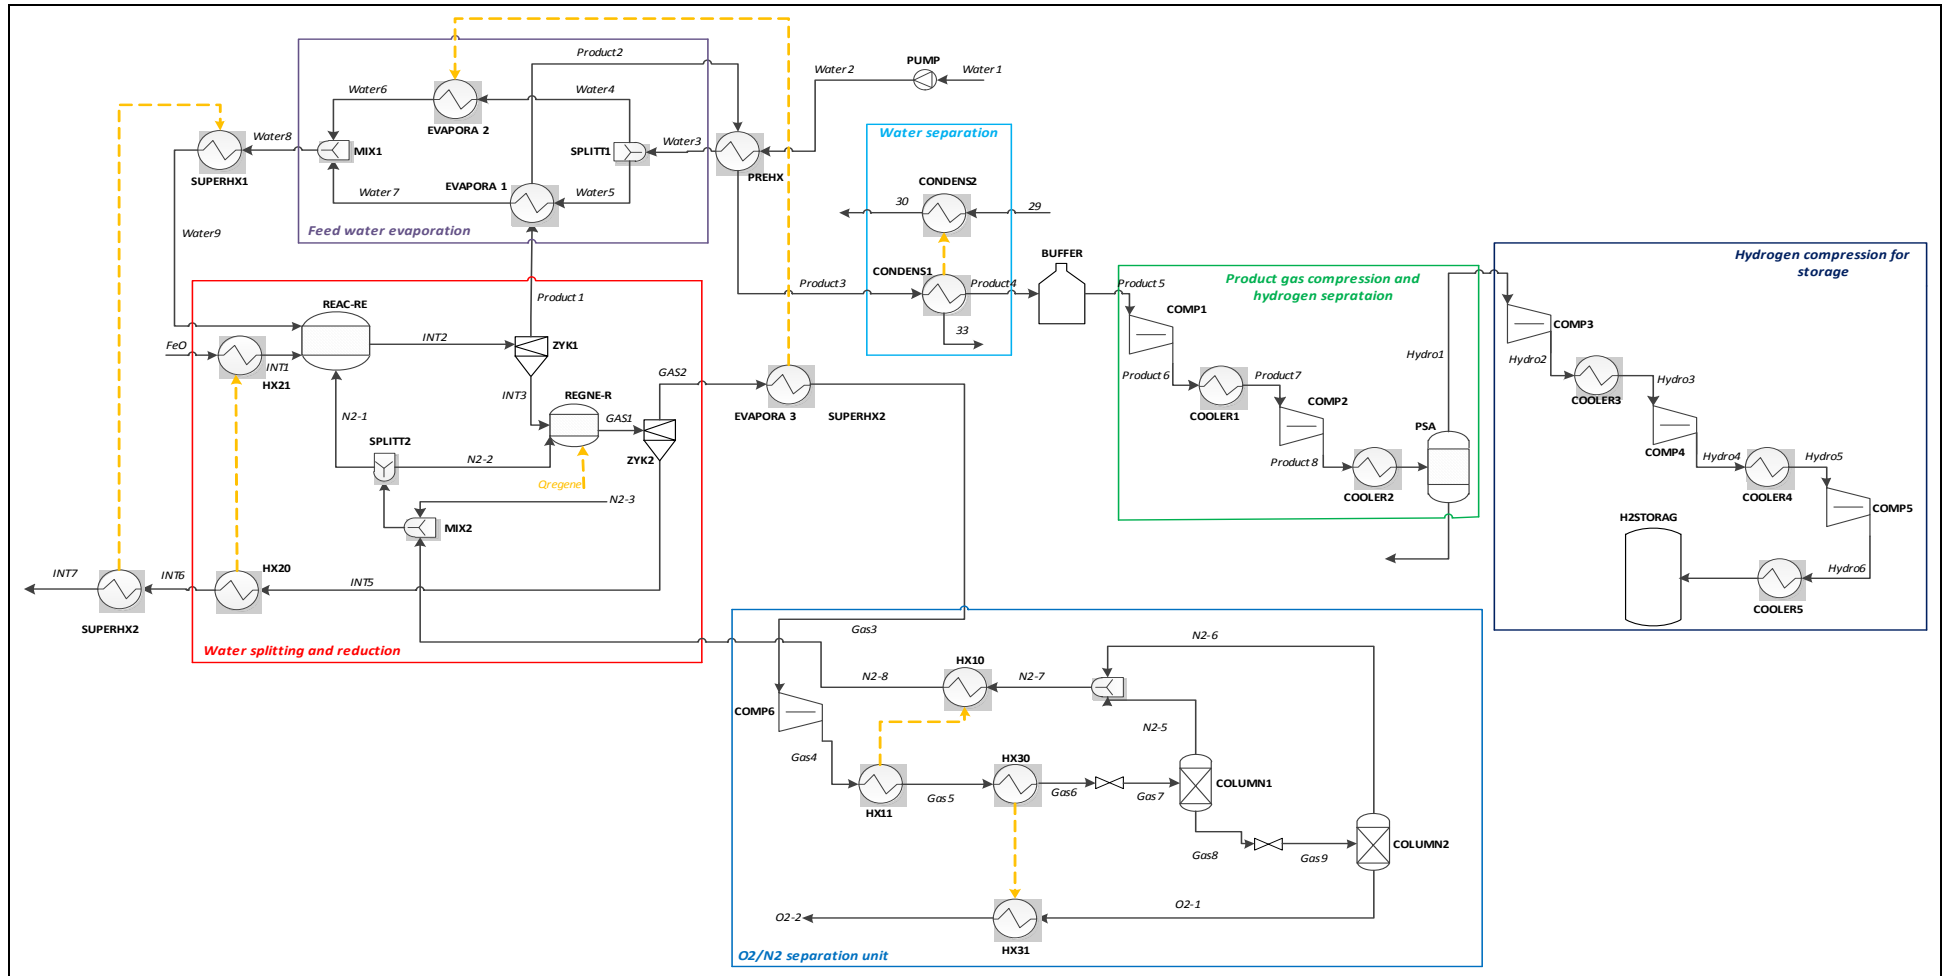 Product2
PUMP
Water 2
Water 1
Water6
Water4
EVAPORA 2
Water separation
Water8
MIX1
SPLITT1
Water3
PREHX
SUPERHX1
EVAPORA 1
Water 7
Water5
CONDENS2
30
29
Water9
Feed water evaporation
BUFFER
Hydrogen compression for
storage
CONDENS1
Product3
Product4
Product 5
Product gas compression and
hydrogen seprataion
Product 1
REAC-RE
COMP1
COMP3
33
FeO
INT1
HX21
INT2
ZYK1
Hydro1
Hydro2
Product 6
Product7
GAS2
INT3
REGNE-R
GAS1
EVAPORA 3
SUPERHX2
COOLER1
COMP2
COOLER3
Hydro3
N2-1
SPLITT2
N2-2
ZYK2
PSA
COMP4
Hydro4
Hydro5
Product 8
COOLER2
COOLER4
Qregene
N2-3
MIX2
COMP5
H2STORAG
INT7
INT6
HX20
INT5
Hydro6
COOLER5
SUPERHX2
Water splitting and reduction
Gas3
N2-6
HX10
N2-8
N2-7
COMP6
N2-5
Gas4
HX11
Gas5
HX30
Gas6
Gas7
COLUMN1
Gas8
Gas9
COLUMN2
O2-2
HX31
O2-1
O2/N2 separation unit